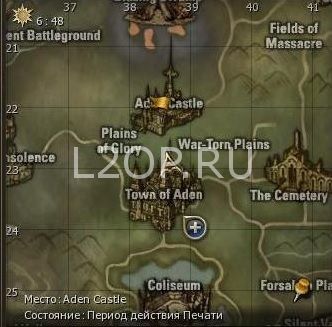 6 : 48
37 38 39 40 41
ent Battleground
Fields of
Massacre
21
22
Aden Castle
Plains
of Glory
War-Torn Plains
nsolence
23
L2OP.RU
Town of Aden
The Cemetery
24
Coliseum
Forsak Pla
25
Место: Aden Castle
Состояние: Период действия Печати